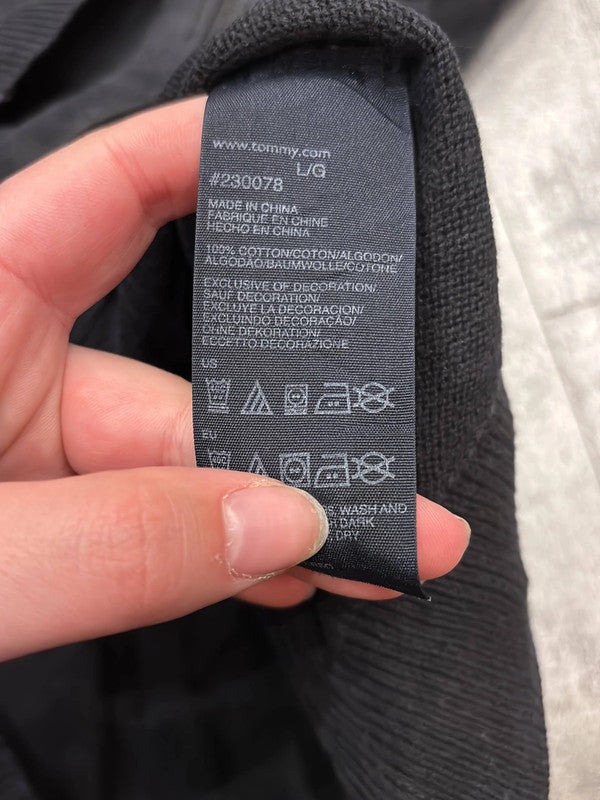 www.tommy.com
L/G
#230078
MADE IN CHINA
FABRIQUE EN CHINE
HECHO EN CHINA
100% COTTON/COTON/ALGODON/
ALGODÃO/BAUMWOLLE/COTONE
EXCLUSIVE OF DECORATION/
SAUF DECORATION/
EXCLUYE LA DECORACION/
EXCLUINDO DECORAÇÃO/
OHNE DEKORATION/
ECCETTO DECORAZIONE
US
EU
WASH AND
DARK
DRY